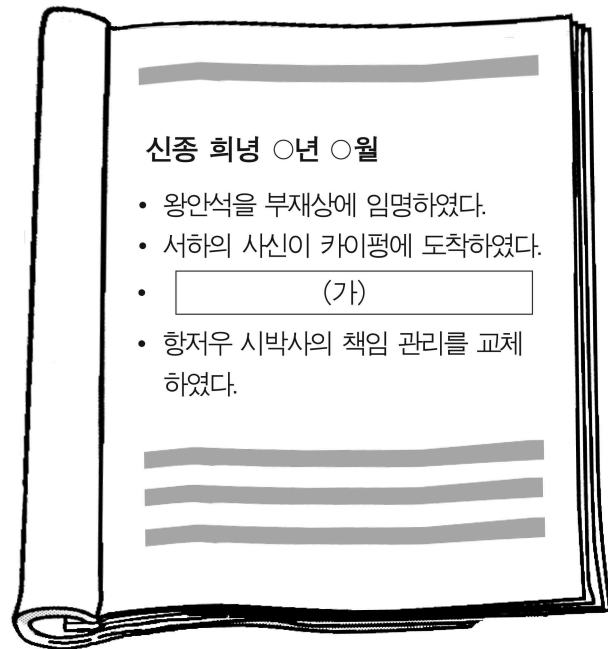 신종 희녕 ○년 ○월
• 왕안석을 부재상에 임명하였다.
• 서하의 사신이 카이펑에 도착하였다.
• (가)
• 항저우 시박사의 책임 관리를 교체
하였다.